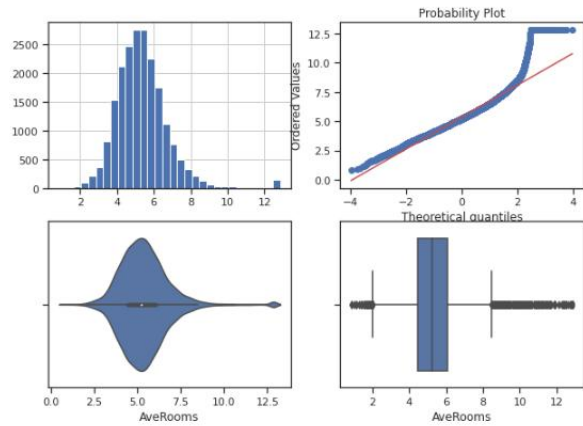 Probability Plot
2500
2000
1500
1000
500
0
2 4 6 8 10 12
Ordered Values
12.5
10.0
7.5
5.0
2.5
0.0
−4 −2 0 2 4
Theoretical quantiles
0.0 2.5 5.0 7.5 10.0 12.5
AveRooms
2 4 6 8 10 12
AveRooms